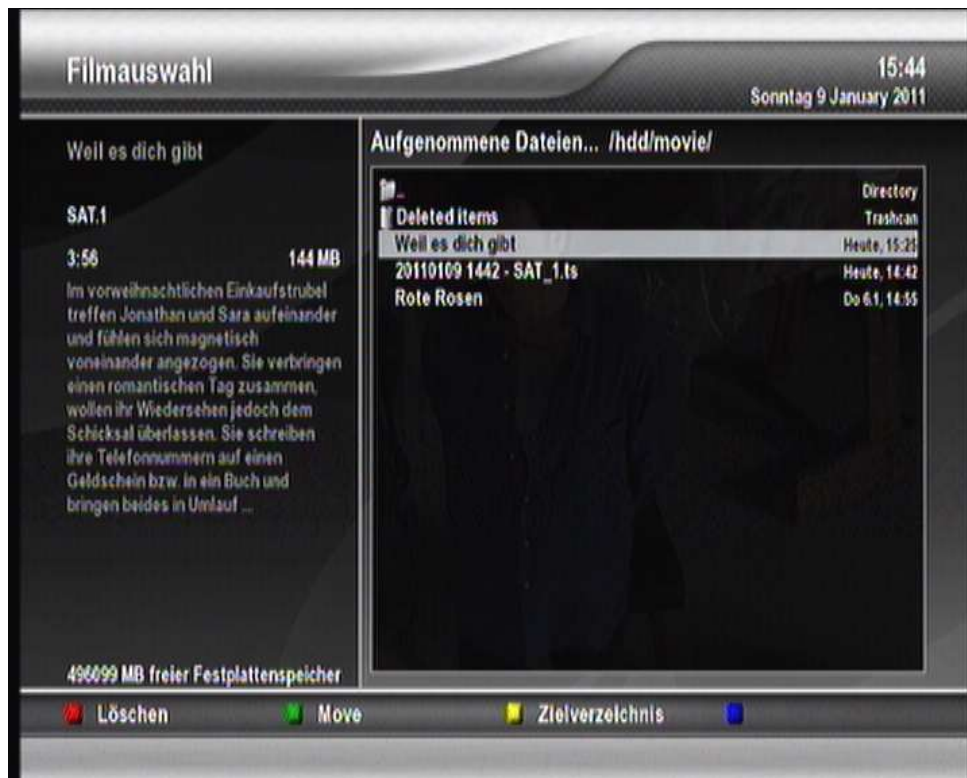 Filmauswahl
15:44
Sonntag 9 January 2011
Weil es dich gibt
SAT.1
3:56 144 MB
Im vorweihnachtlichen Einkaufstrubel
treffen Jonathan und Sara aufeinander
und fühlen sich magnetisch
voneinander angezogen. Sie verbringen
einen romantischen Tag zusammen,
wollen ihr Wiedersehen jedoch dem
Schicksal überlassen. Sie schreiben
ihre Telefonnummern auf einen
Geldschein bzw. in ein Buch und
bringen beides in Umlauf ...
496099 MB freier Festplattenspeicher
Aufgenommene Dateien... /hdd/movie/
.. Directory
Deleted items Trashcan
Weil es dich gibt Heute, 15:25
20110109 1442 - SAT_1.ts Heute, 14:42
Rote Rosen Do 6.1, 14:55
Löschen Move Zielverzeichnis